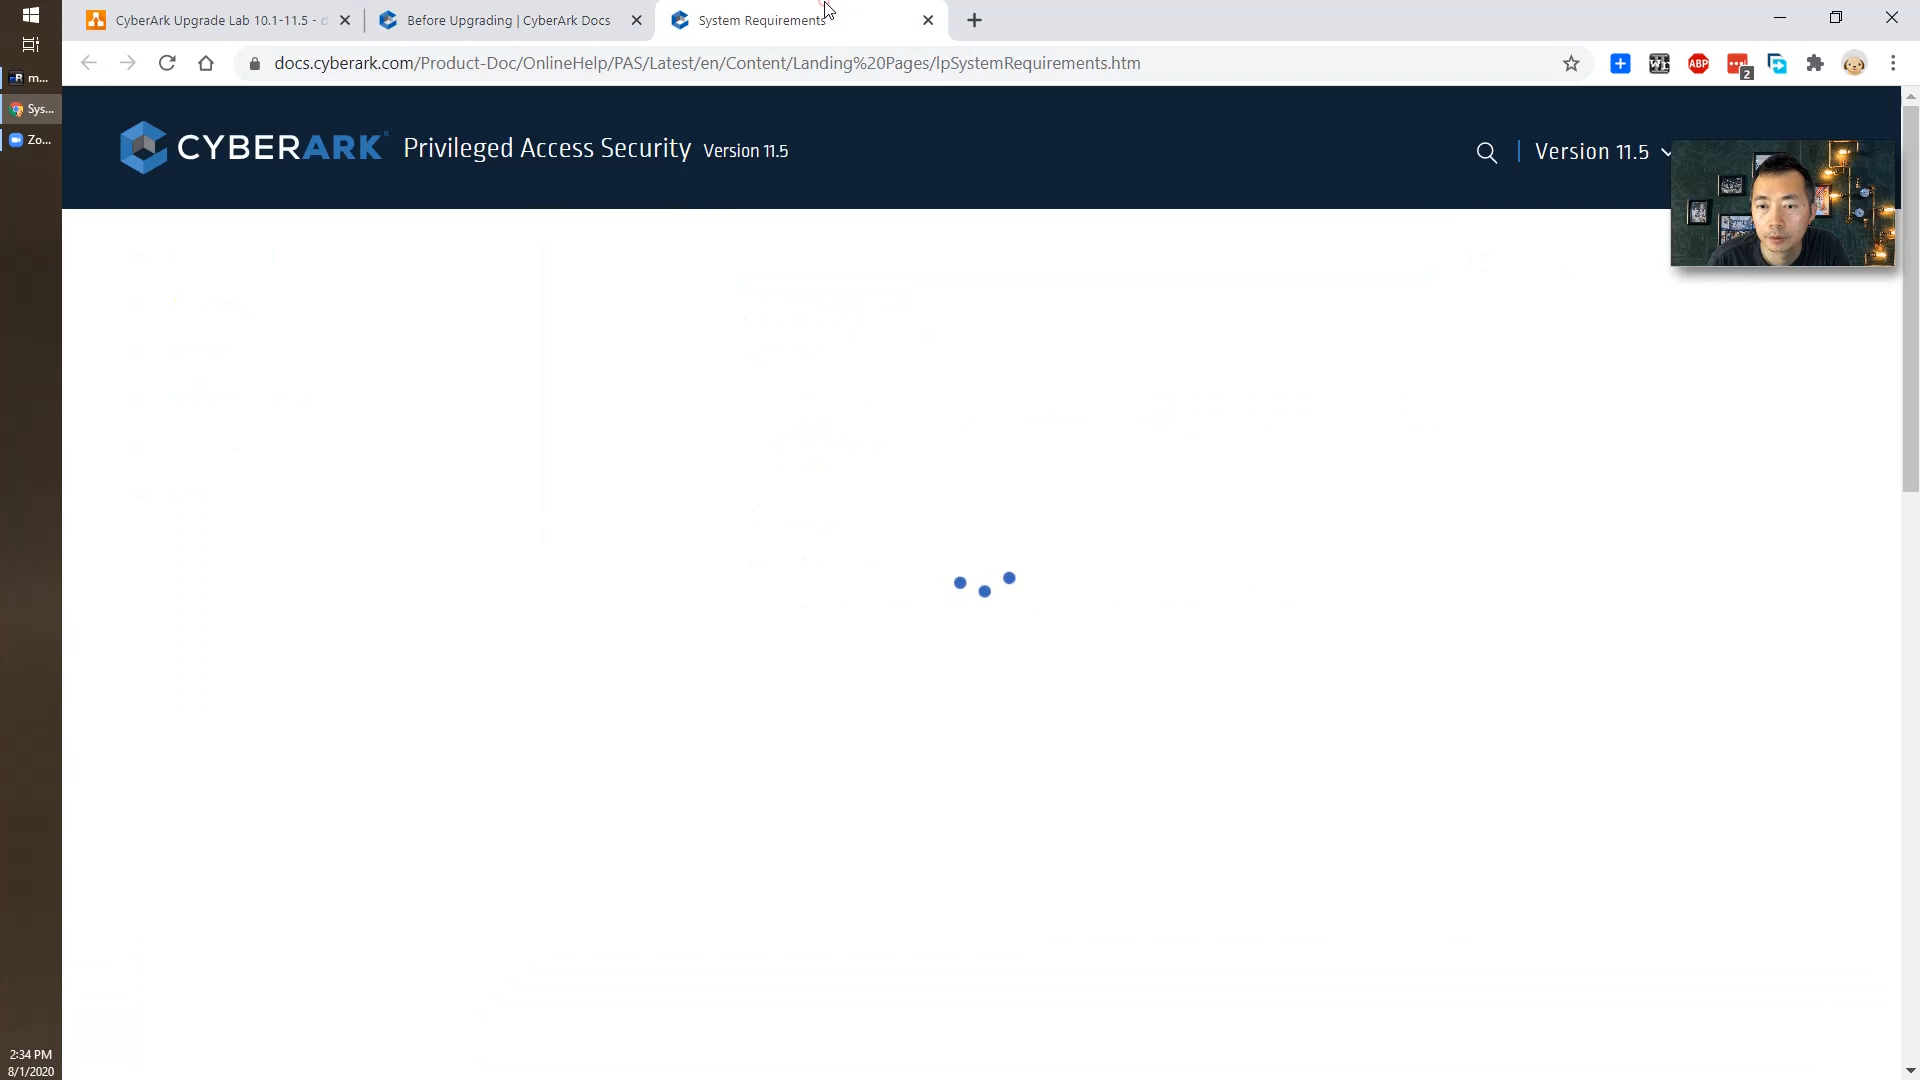 CyberArk Upgrade Lab 10.1-11.5 - d
Before Upgrading | CyberArk Docs
System Requirements
m...
docs.cyberark.com/Product-Doc/OnlineHelp/PAS/Latest/en/Content/Landing%20Pages/lpSystemRequirements.htm
ABP
2
Sys...
Zo...
CYBERARK Privileged Access Security Version 11.5
Version 11.5
2:34 PM
8/1/2020